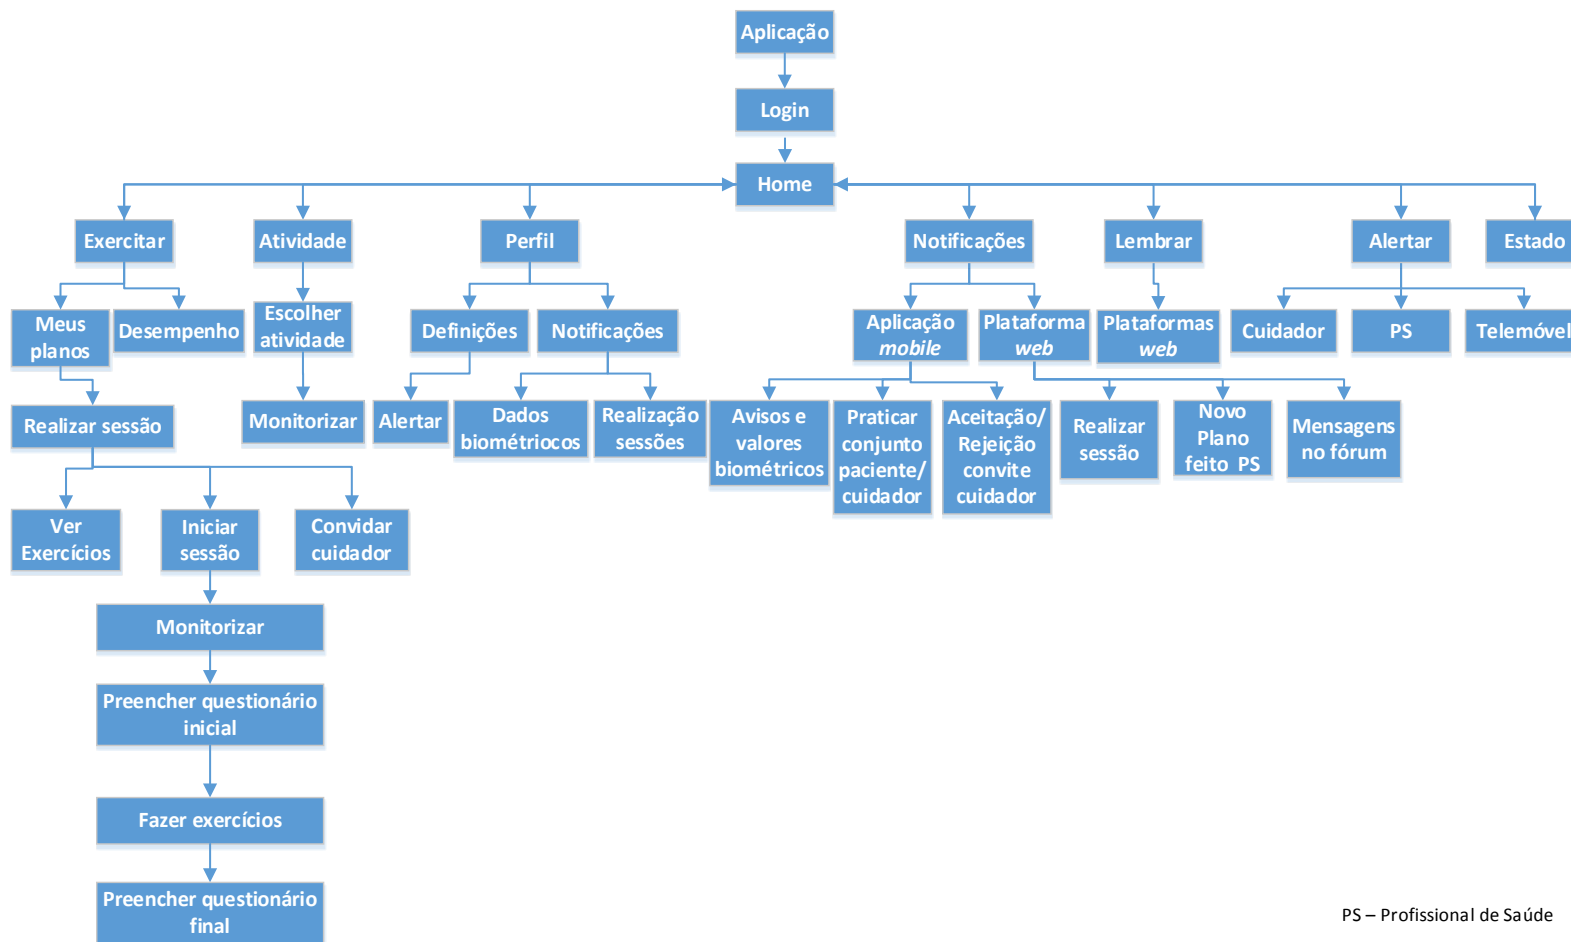 Aplicação
Login
Home
Exercitar
Atividade
Perfil
Notificações
Lembrar
Alertar
Estado
Meus
planos
Desempenho
Escolher
atividade
Definições
Notificações
Aplicação
mobile
Plataforma
web
Plataformas
web
Cuidador
PS
Telemóvel
Realizar sessão
Monitorizar
Alertar
Dados
biométriocos
Realização
sessões
Avisos e
valores
biométricos
Praticar
conjunto
paciente/
cuidador
Aceitação/
Rejeição
convite
cuidador
Realizar
sessão
Novo
Plano
feito PS
Mensagens
no fórum
Ver
Exercícios
Iniciar
sessão
Convidar
cuidador
Monitorizar
Preencher questionário
inicial
Fazer exercícios
Preencher questionário
final
PS – Profissional de Saúde